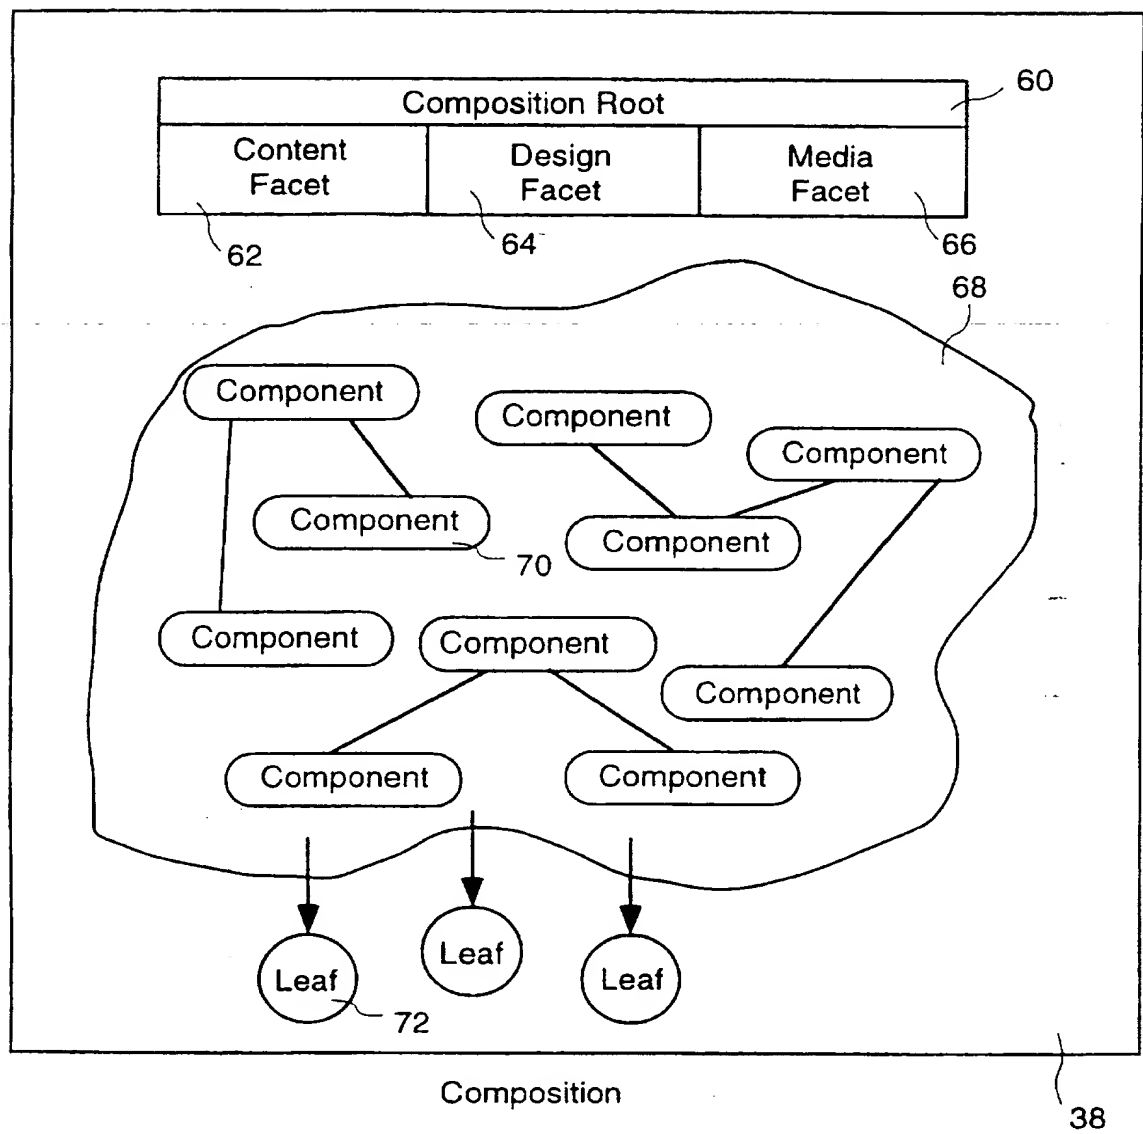 Composition Root
60
Content
Facet
Design
Facet
Media
Facet
62
64
66
68
Component
Component
Component
Component
70
Component
Component
Component
Component
Component
Component
Leaf
Leaf
Leaf
72
Composition
38